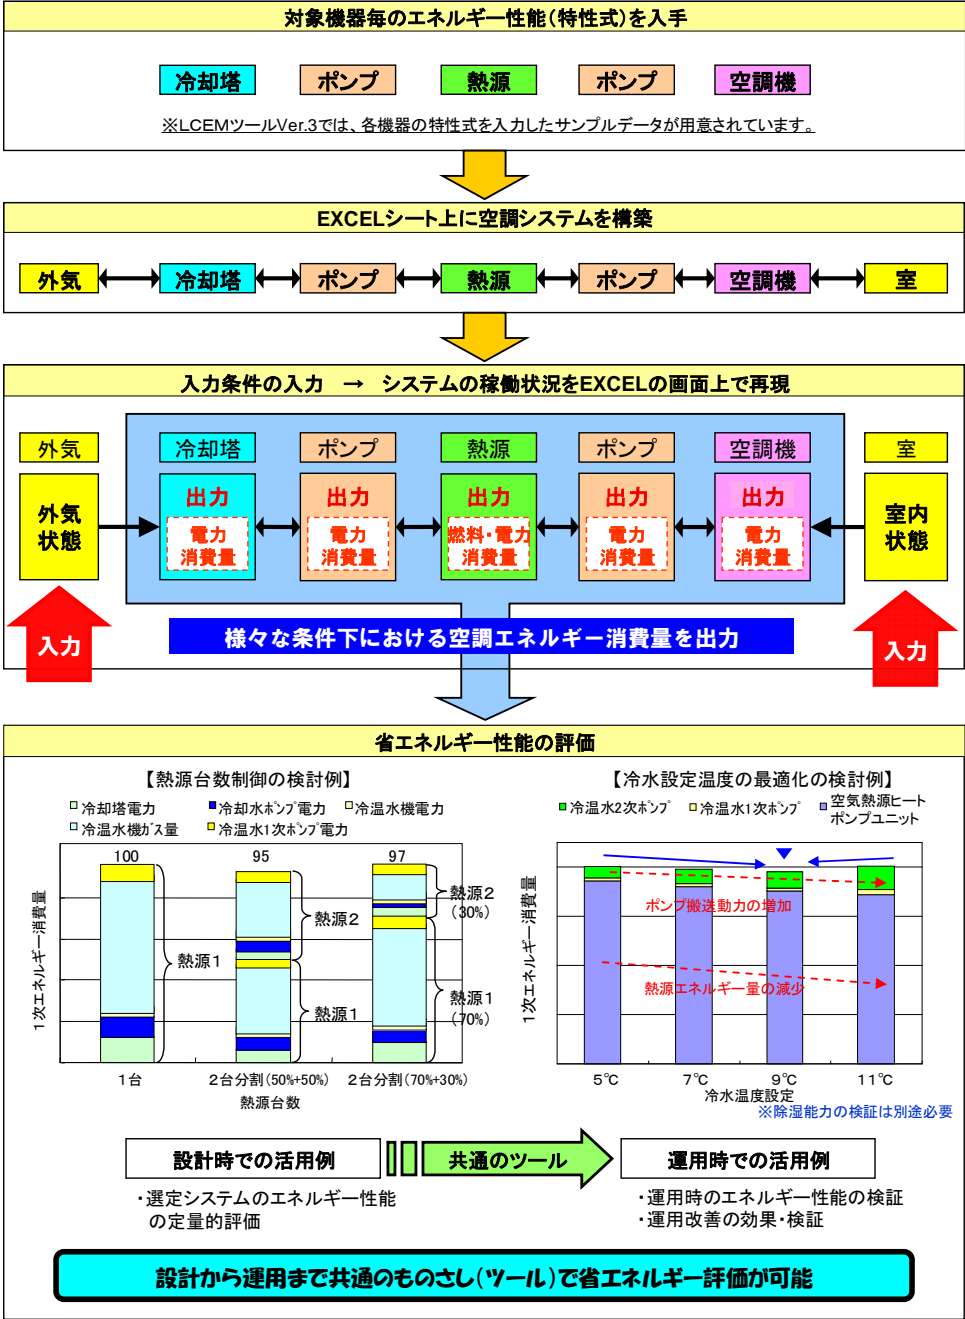 対象機器毎のエネルギー性能(特性式)を入手
冷却塔 ポンプ 熱源 ポンプ 空調機
※LCEMツールVer.3では、各機器の特性式を入力したサンプルデータが用意されています。
EXCELシート上に空調システムを構築
外気 冷却塔 ポンプ 熱源 ポンプ 空調機 室
入力条件の入力 → システムの稼働状況をEXCELの画面上で再現
外気 冷却塔 ポンプ 熱源 ポンプ 空調機 室
外気
状態
出力
電力
消費量
出力
電力
消費量
出力
燃料・電力
消費量
出力
電力
消費量
出力
電力
消費量
室内
状態
入力
様々な条件下における空調エネルギー消費量を出力
入力
省エネルギー性能の評価
【熱源台数制御の検討例】
冷却塔電力 冷却水ポンプ電力 冷温水機電力
冷温水機ガス量 冷温水1次ポンプ電力
1次エネルギー消費量
100 95 97
熱源1
熱源2
熱源1
熱源2
(30%)
熱源1
(70%)
1台 2台分割(50%+50%) 2台分割(70%+30%)
熱源台数
【冷水設定温度の最適化の検討例】
冷温水2次ポンプ 冷温水1次ポンプ 空気熱源ヒート
ポンプユニット
1次エネルギー消費量
ポンプ搬送動力の増加
熱源エネルギー量の減少
5℃ 7℃ 9℃ 11℃
冷水温度設定
※除湿能力の検証は別途必要
設計時での活用例
共通のツール
運用時での活用例
・選定システムのエネルギー性能
の定量的評価
・運用時のエネルギー性能の検証
・運用改善の効果・検証
設計から運用まで共通のものさし(ツール)で省エネルギー評価が可能